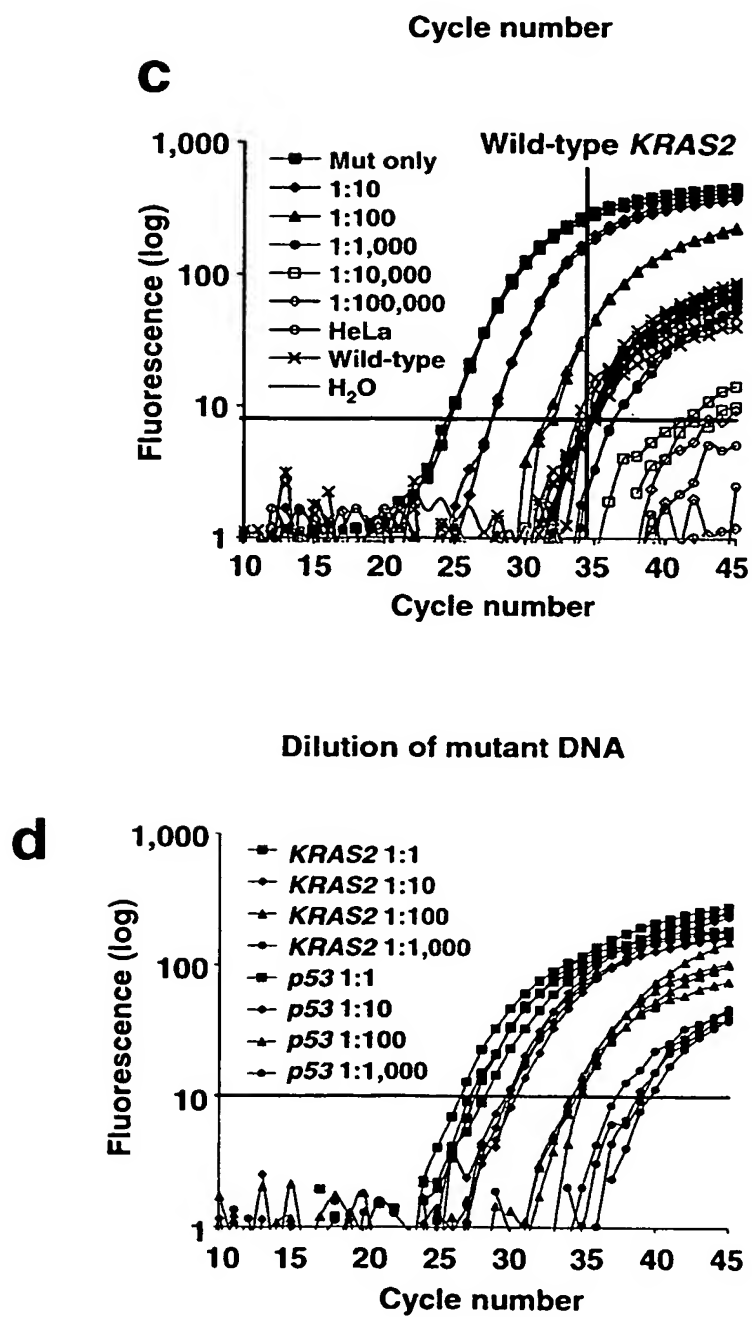 Cycle number
c
1,000
100
10
1
Fluorescence (log)
Mut only
1:10
1:100
1:1,000
1:10,000
1:100,000
HeLa
Wild-type
H₂O
Wild-type KRAS2
10 15 20 25 30 35 40 45
Cycle number
Dilution of mutant DNA
d
1,000
100
10
1
Fluorescence (log)
KRAS2 1:1
KRAS2 1:10
KRAS2 1:100
KRAS2 1:1,000
p53 1:1
p53 1:10
p53 1:100
p53 1:1,000
10 15 20 25 30 35 40 45
Cycle number